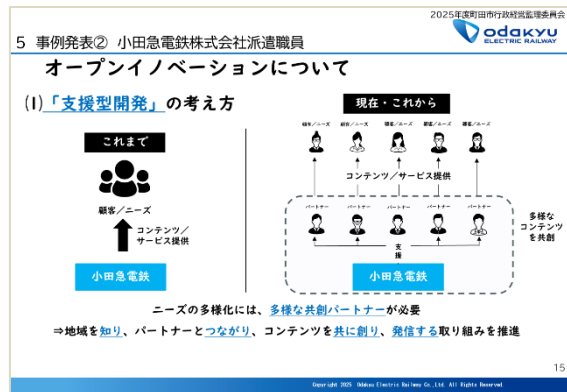 2025年度町田市行政経営監理委員会
odakyu
ELECTRIC RAILWAY
5 事例発表② 小田急電鉄株式会社派遣職員
オープンイノベーションについて
(1)「支援型開発」の考え方
これまで
顧客/ニーズ
コンテンツ/
サービス提供
小田急電鉄
現在・これから
顧客/ニーズ 顧客/ニーズ 顧客/ニーズ 顧客/ニーズ 顧客/ニーズ
コンテンツ/サービス提供
パートナー パートナー パートナー パートナー パートナー
支援
小田急電鉄
多様な
コンテンツ
を共創
ニーズの多様化には、多様な共創パートナーが必要
⇒地域を知り、パートナーとつながり、コンテンツを共に創り、発信する取り組みを推進
15
Copyright 2025 Odakyu Electric Railway Co.,Ltd. All Rights Reserved.